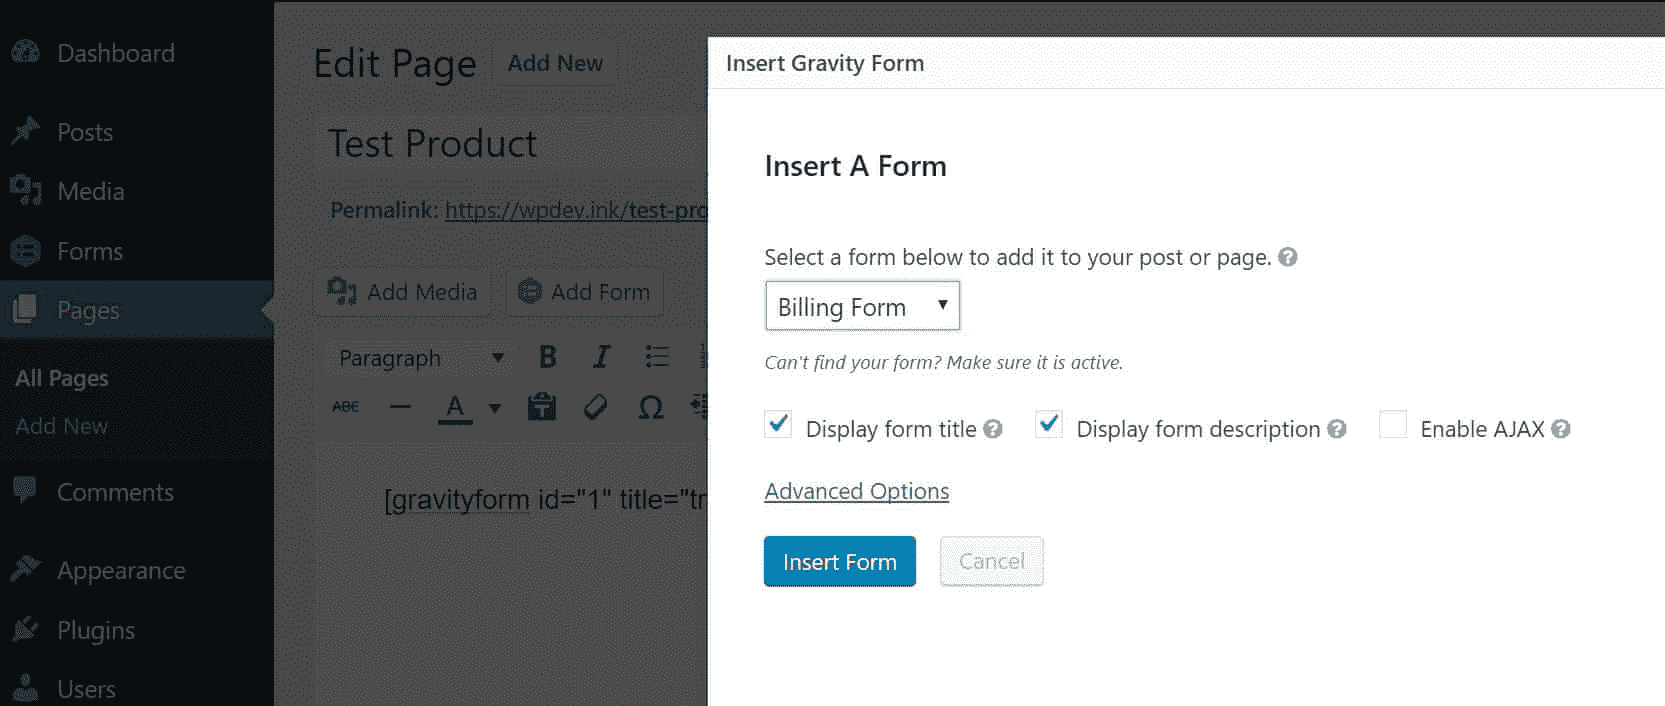 Dashboard
Posts
Media
Forms
Pages
All Pages
Add New
Comments
Appearance
Plugins
Users
Edit Page Add New
Test Product
Permalink: https://wpdev.ink/test-pro
Add Media Add Form
Paragraph B I
ABC A Ω
[gravityform id="1" title="tr
Insert Gravity Form
Insert A Form
Select a form below to add it to your post or page. ?
Billing Form
Can't find your form? Make sure it is active.
Display form title ? Display form description ? Enable AJAX ?
Advanced Options
Insert Form Cancel